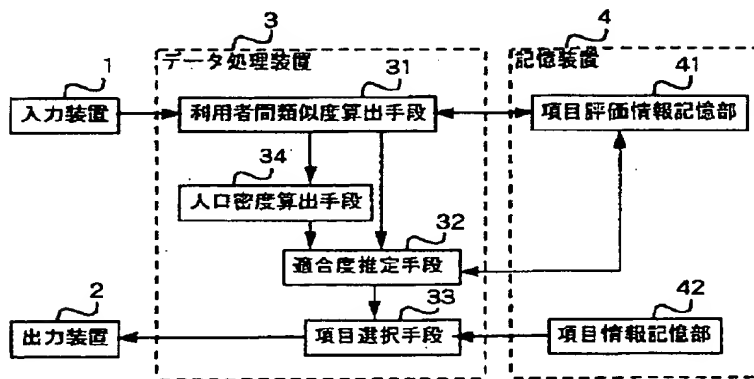 3
4
データ処理装置
記憶装置
1
31
41
入力装置
利用者間類似度算出手段
項目評価情報記憶部
34
人口密度算出手段
32
適合度推定手段
2
33
42
出力装置
項目選択手段
項目情報記憶部